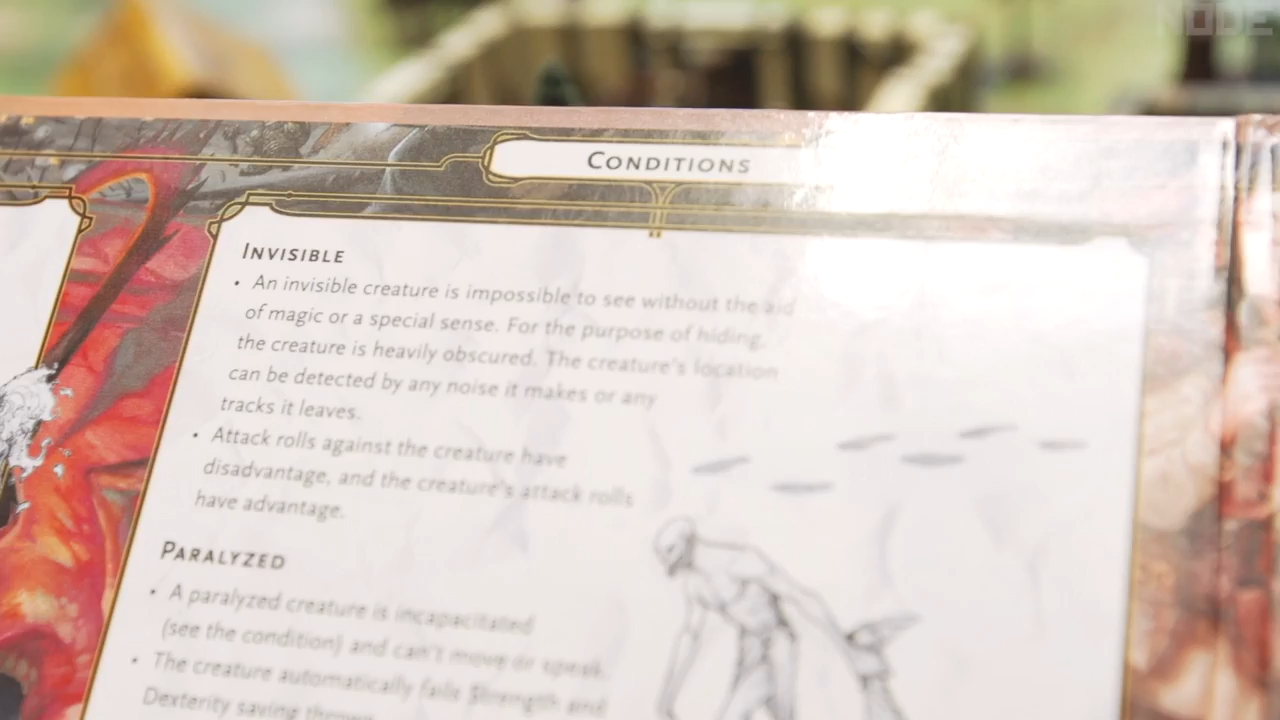 NODE
CONDITIONS
INVISIBLE
• An invisible creature is impossible to see without the aid
of magic or a special sense. For the purpose of hiding,
the creature is heavily obscured. The creature's location
can be detected by any noise it makes or any
tracks it leaves.
• Attack rolls against the creature have
disadvantage, and the creature's attack rolls
have advantage.
PARALYZED
• A paralyzed creature is incapacitated
(see the condition) and can't move or speak.
• The creature automatically fails Strength and
Dexterity saving throws.